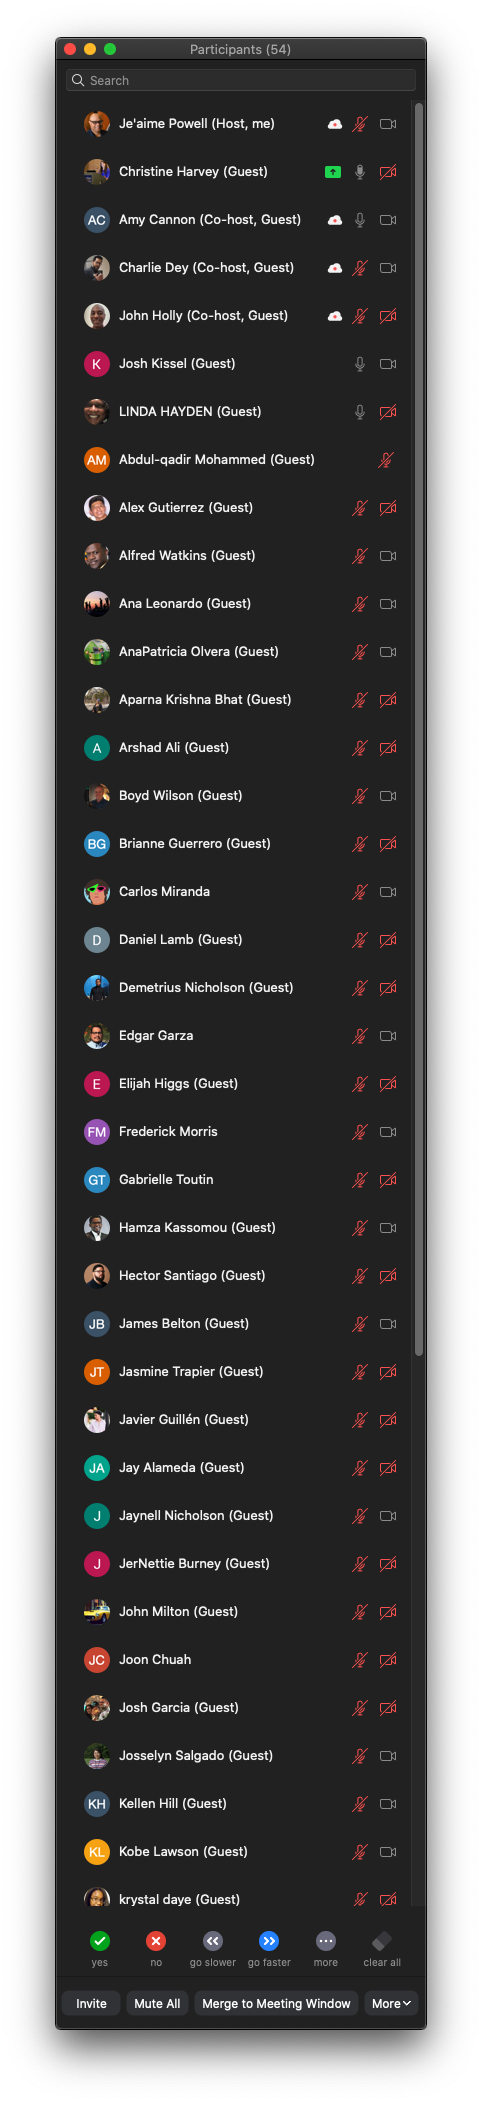 Participants (54)
Search
Je'aime Powell (Host, me)
Christine Harvey (Guest)
AC Amy Cannon (Co-host, Guest)
Charlie Dey (Co-host, Guest)
John Holly (Co-host, Guest)
K Josh Kissel (Guest)
LINDA HAYDEN (Guest)
AM Abdul-qadir Mohammed (Guest)
Alex Gutierrez (Guest)
Alfred Watkins (Guest)
Ana Leonardo (Guest)
AnaPatricia Olvera (Guest)
Aparna Krishna Bhat (Guest)
A Arshad Ali (Guest)
Boyd Wilson (Guest)
BG Brianne Guerrero (Guest)
Carlos Miranda
D Daniel Lamb (Guest)
Demetrius Nicholson (Guest)
Edgar Garza
E Elijah Higgs (Guest)
FM Frederick Morris
GT Gabrielle Toutin
Hamza Kassomou (Guest)
Hector Santiago (Guest)
JB James Belton (Guest)
JT Jasmine Trapier (Guest)
Javier Guillén (Guest)
JA Jay Alameda (Guest)
J Jaynell Nicholson (Guest)
J JerNettie Burney (Guest)
John Milton (Guest)
JC Joon Chuah
Josh Garcia (Guest)
Josselyn Salgado (Guest)
KH Kellen Hill (Guest)
KL Kobe Lawson (Guest)
krystal daye (Guest)
yes no go slower go faster more clear all
Invite Mute All Merge to Meeting Window More